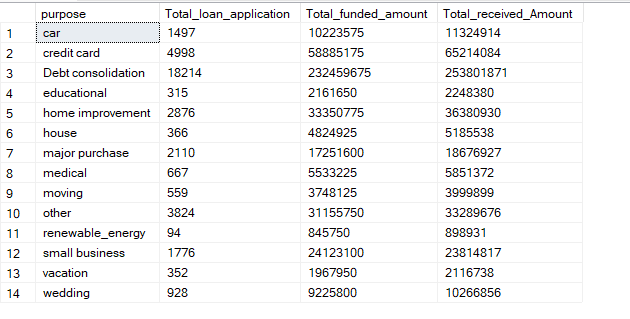 purpose Total_loan_application Total_funded_amount Total_received_Amount
1 car 1497 10223575 11324914
2 credit card 4998 58885175 65214084
3 Debt consolidation 18214 232459675 253801871
4 educational 315 2161650 2248380
5 home improvement 2876 33350775 36380930
6 house 366 4824925 5185538
7 major purchase 2110 17251600 18676927
8 medical 667 5533225 5851372
9 moving 559 3748125 3999899
10 other 3824 31155750 33289676
11 renewable_energy 94 845750 898931
12 small business 1776 24123100 23814817
13 vacation 352 1967950 2116738
14 wedding 928 9225800 10266856